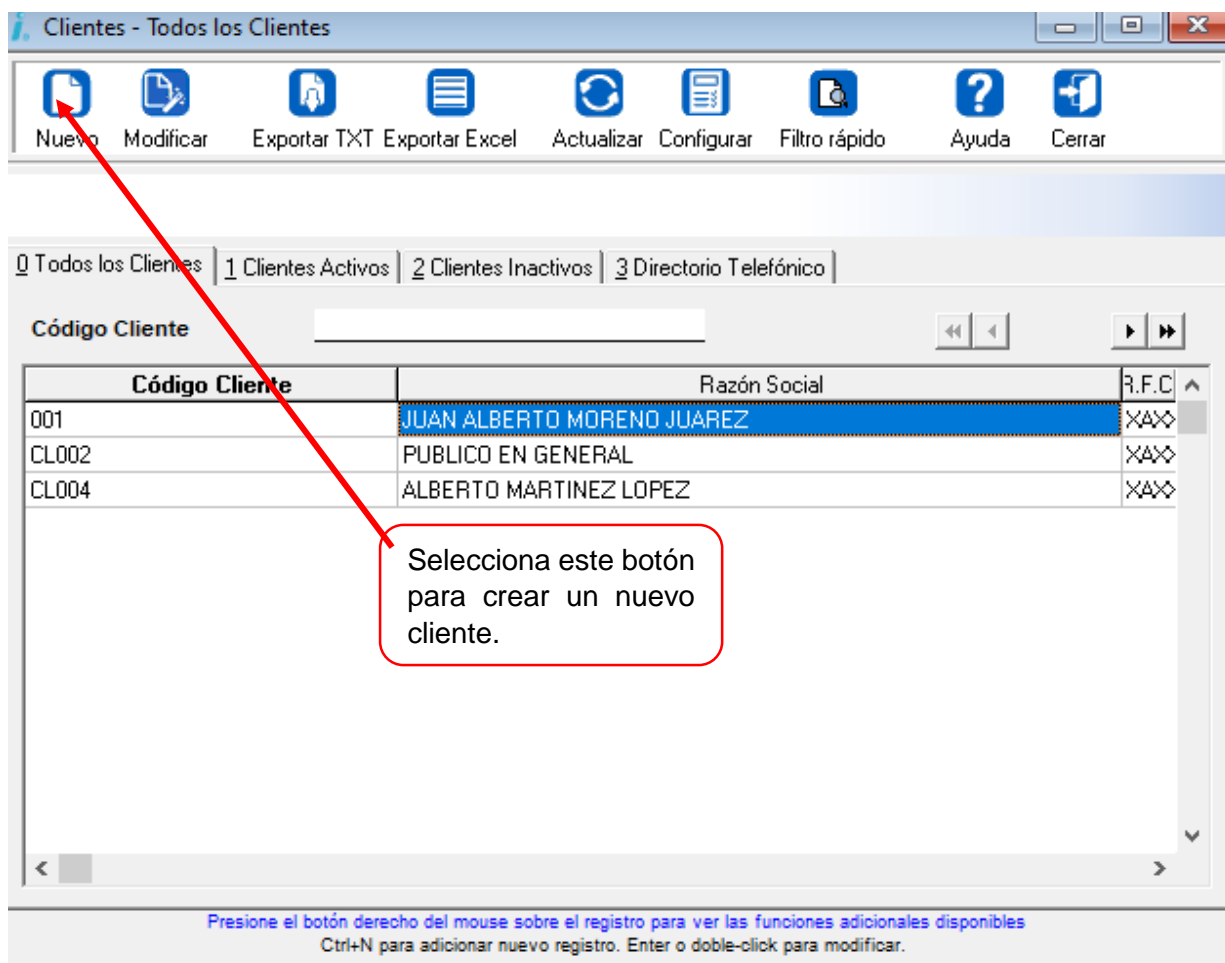 Clientes - Todos los Clientes
Nuevo Modificar Exportar TXT Exportar Excel Actualizar Configurar Filtro rápido Ayuda Cerrar
0 Todos los Clientes 1 Clientes Activos 2 Clientes Inactivos 3 Directorio Telefónico
Código Cliente
Código Cliente Razón Social R.F.C
001 JUAN ALBERTO MORENO JUAREZ XAXX
CL002 PUBLICO EN GENERAL XAXX
CL004 ALBERTO MARTINEZ LOPEZ XAXX
Selecciona este botón
para crear un nuevo
cliente.
Presione el botón derecho del mouse sobre el registro para ver las funciones adicionales disponibles
Ctrl+N para adicionar nuevo registro. Enter o doble-click para modificar.